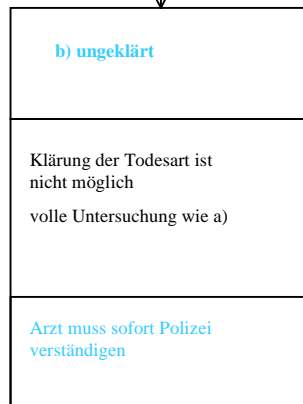 b) ungeklärt
Klärung der Todesart ist
nicht möglich
volle Untersuchung wie a)
Arzt muss sofort Polizei
verständigen